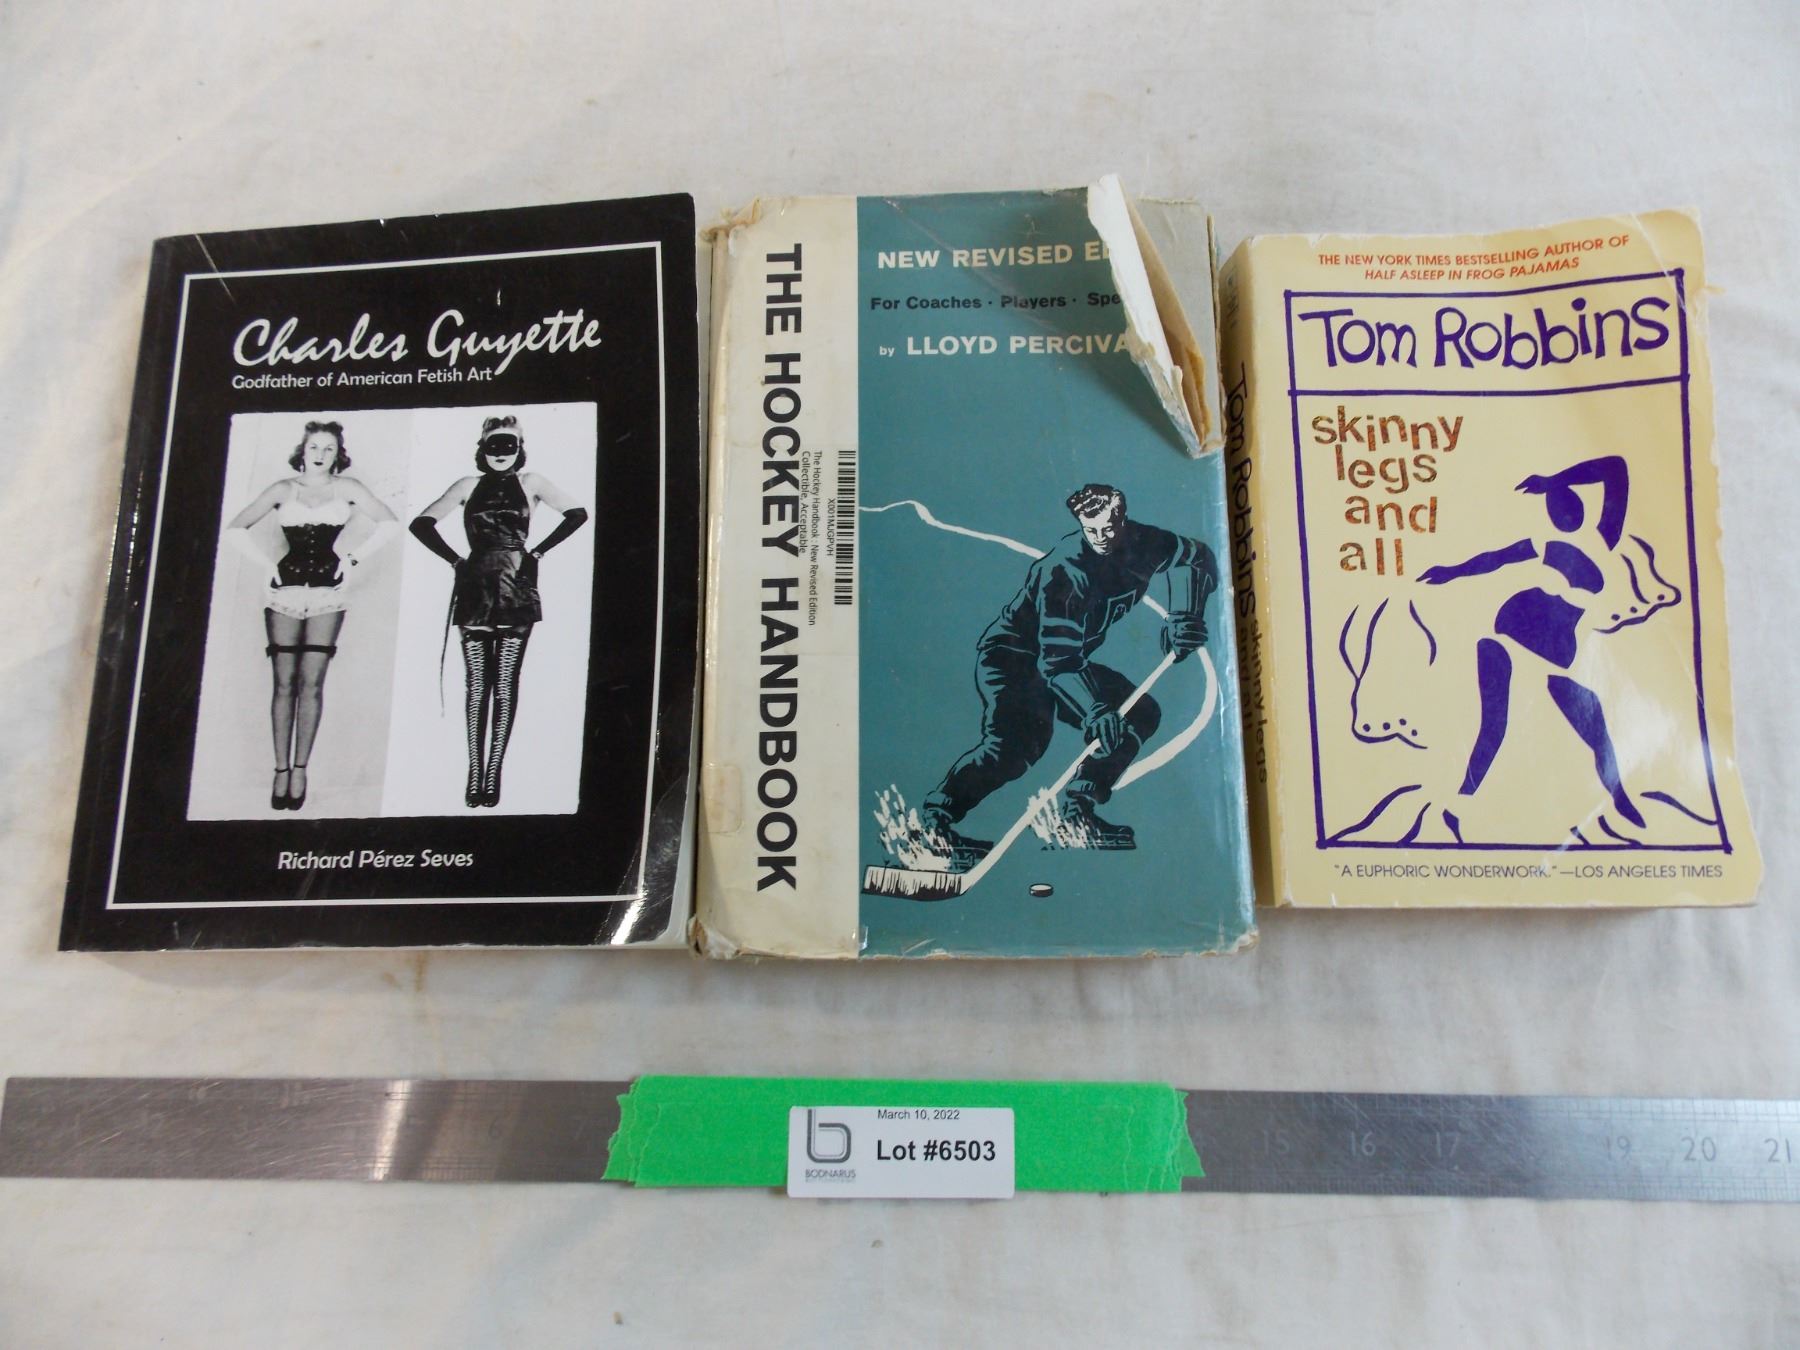 Charles Guyette
Godfather of American Fetish Art
Richard Pérez Seves
THE HOCKEY HANDBOOK
The Hockey Handbook : New Revised Edition
Collectible, Acceptable
X001MJGPVH
NEW REVISED
For Coaches · Players ·
by LLOYD
Tom Robbins skinny legs
THE NEW YORK TIMES BESTSELLING AUTHOR OF
HALF ASLEEP IN FROG PAJAMAS
Tom Robbins
skinny
legs
and
all
"A EUPHORIC WONDERWORK."—LOS ANGELES TIMES
March 10, 2022
Lot #6503
BODNARUS
15 16 17 19 20 21